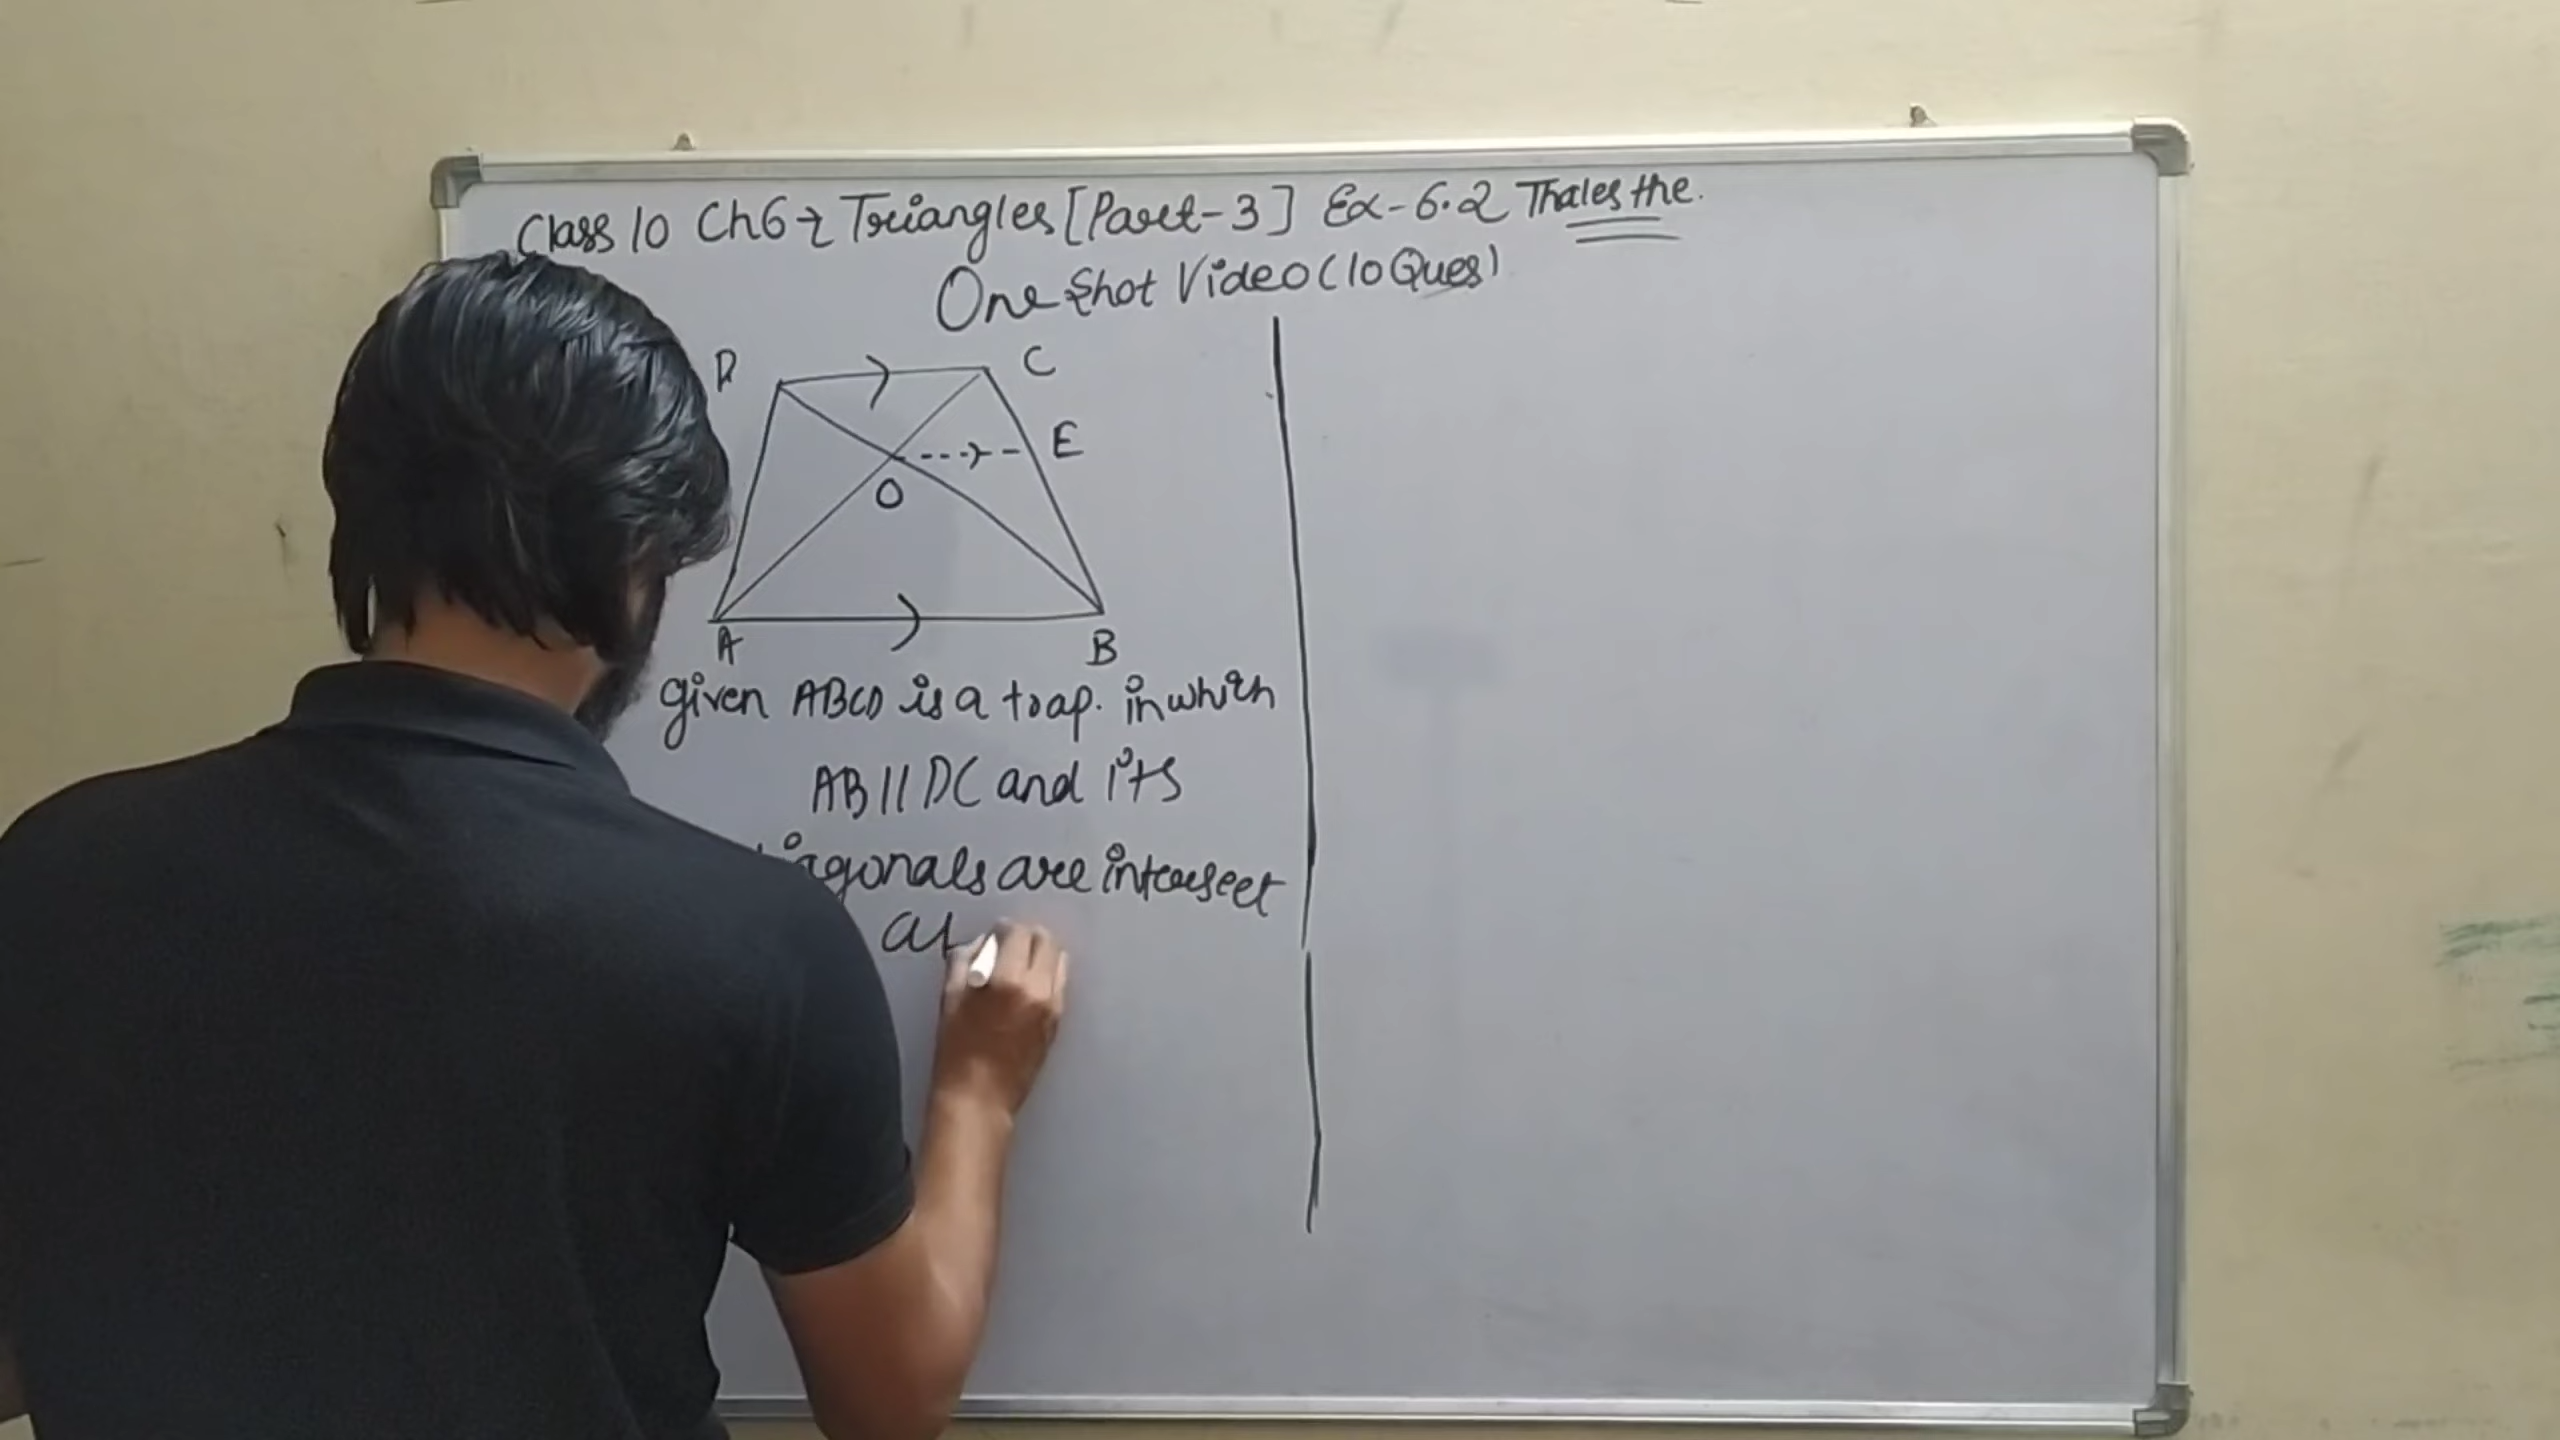 Class 10 Ch6 → Triangles [Part-3] Ex-6.2 Thales the.
One Shot Video (10 Ques)
D C
E
O
A B
given ABCD is a trap. in which
AB || DC and its
diagonals are intersect
at